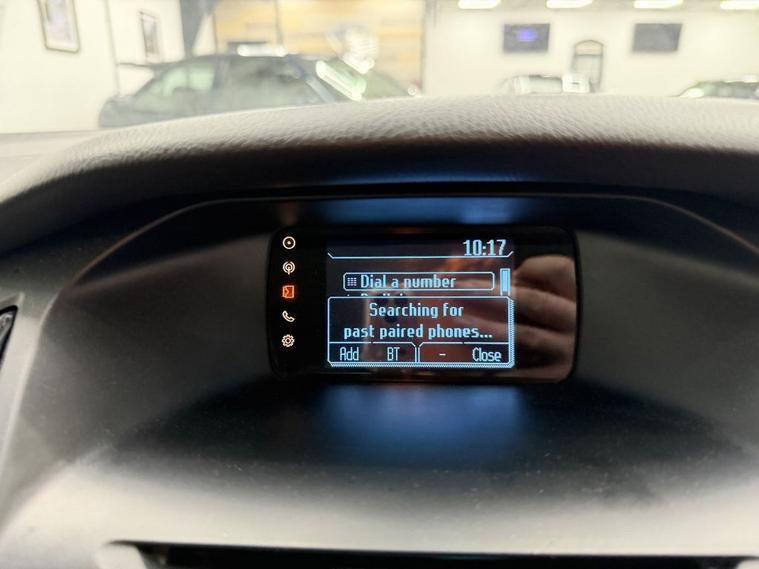 10:17
Dial a number
Searching for
past paired phones...
Add BT - Close